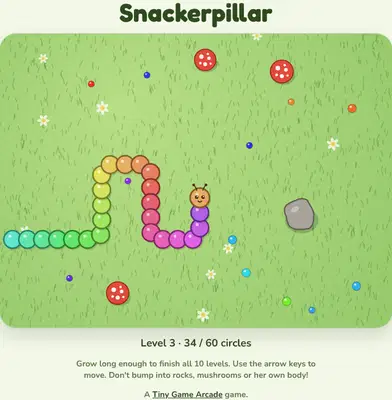 Snackerpillar
Level 3 · 34 / 60 circles
Grow long enough to finish all 10 levels. Use the arrow keys to
move. Don't bump into rocks, mushrooms or her own body!
A Tiny Game Arcade game.